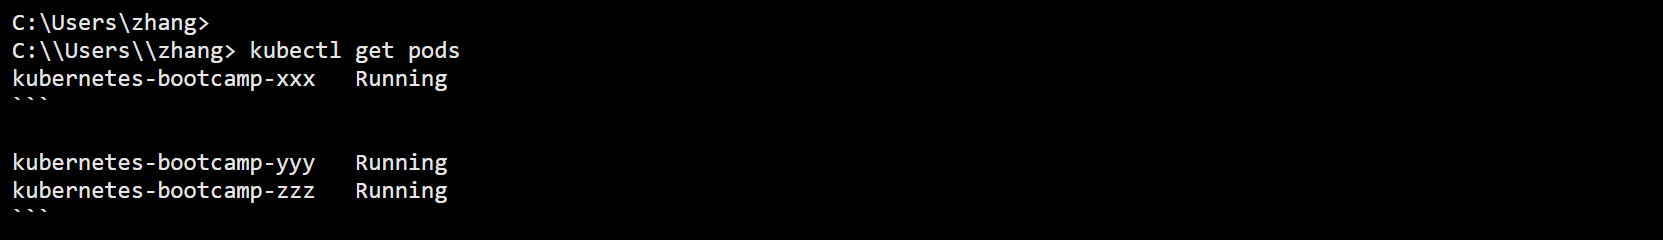 C:\Users\zhang>
C:\\Users\\zhang> kubectl get pods
kubernetes-bootcamp-xxx   Running
```
kubernetes-bootcamp-yyy   Running
kubernetes-bootcamp-zzz   Running
```